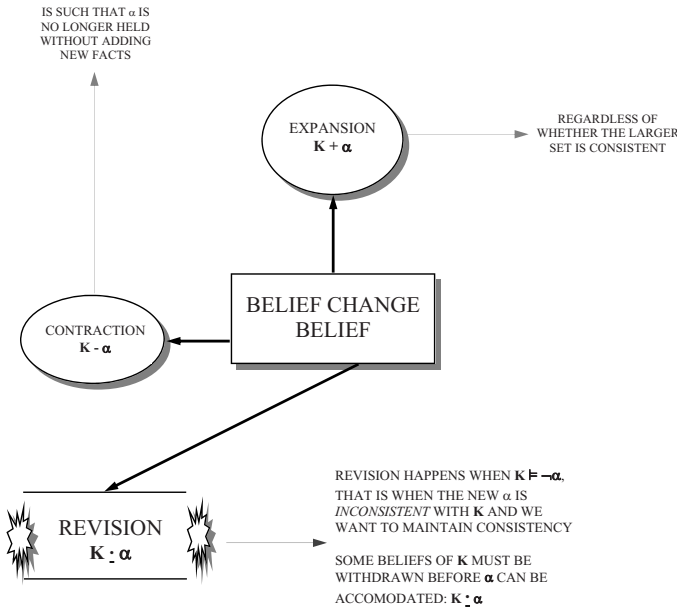 IS SUCH THAT α IS
NO LONGER HELD
WITHOUT ADDING
NEW FACTS
EXPANSION
K + α
REGARDLESS OF
WHETHER THE LARGER
SET IS CONSISTENT
BELIEF CHANGE
BELIEF
CONTRACTION
K - α
REVISION
K ∔ α
REVISION HAPPENS WHEN K ⊨ ¬α,
THAT IS WHEN THE NEW α IS
INCONSISTENT WITH K AND WE
WANT TO MAINTAIN CONSISTENCY
SOME BELIEFS OF K MUST BE
WITHDRAWN BEFORE α CAN BE
ACCOMODATED: K ∔ α